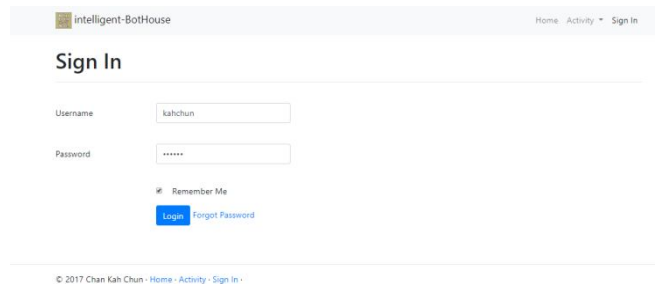 intelligent-BotHouse Home Activity Sign In
Sign In
Username kahchun
Password ••••••
Remember Me
Login Forgot Password
© 2017 Chan Kah Chun · Home · Activity · Sign In ·